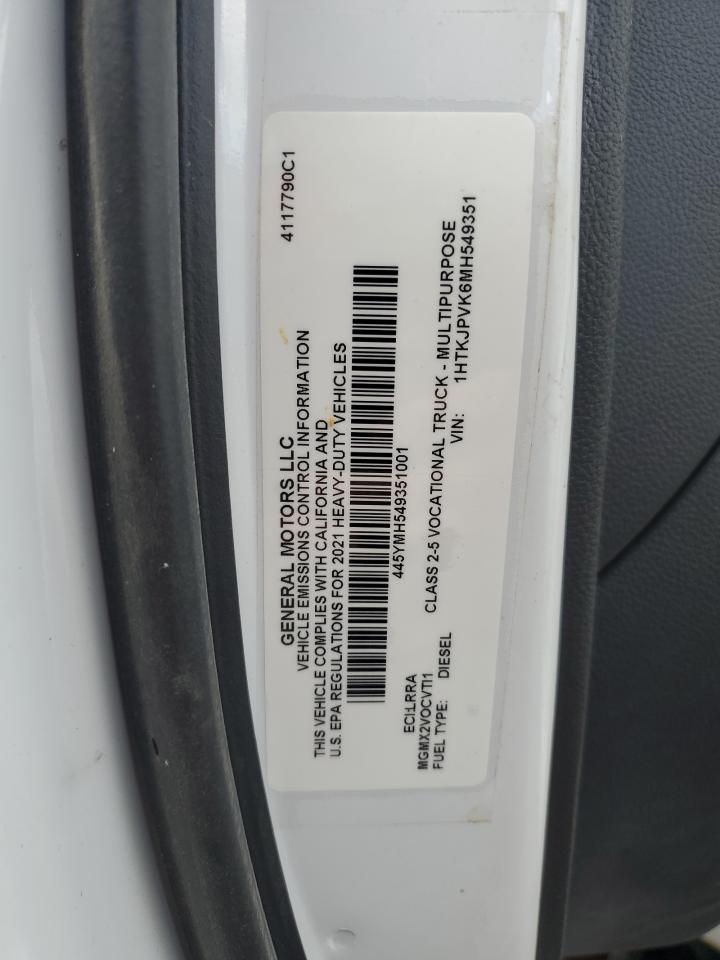 4117790C1
GENERAL MOTORS LLC
VEHICLE EMISSIONS CONTROL INFORMATION
THIS VEHICLE COMPLIES WITH CALIFORNIA AND
U.S. EPA REGULATIONS FOR 2021 HEAVY-DUTY VEHICLES
445YMH549351001
ECI:LRRA
MGMX2VOCVTI1
FUEL TYPE: DIESEL CLASS 2-5 VOCATIONAL TRUCK - MULTIPURPOSE
VIN: 1HTKJPVK6MH549351